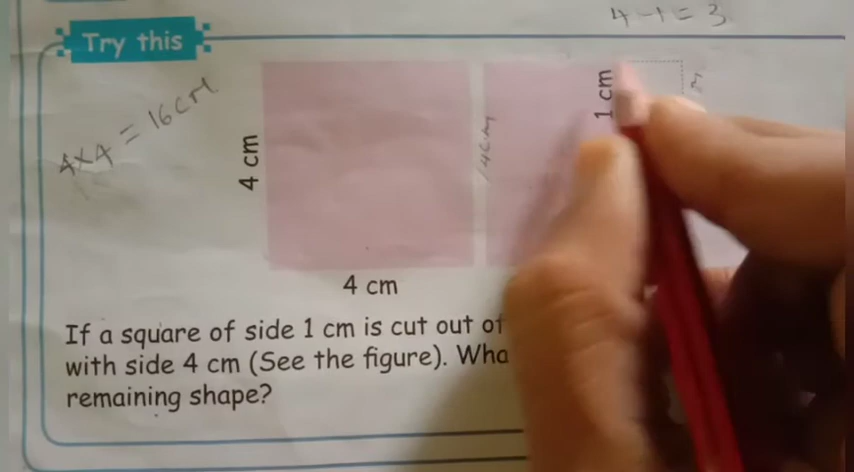 4-1=3
Try this
4x4=16cm
4 cm
4cm
1 cm
4 cm
If a square of side 1 cm is cut out of
with side 4 cm (See the figure).
remaining shape?